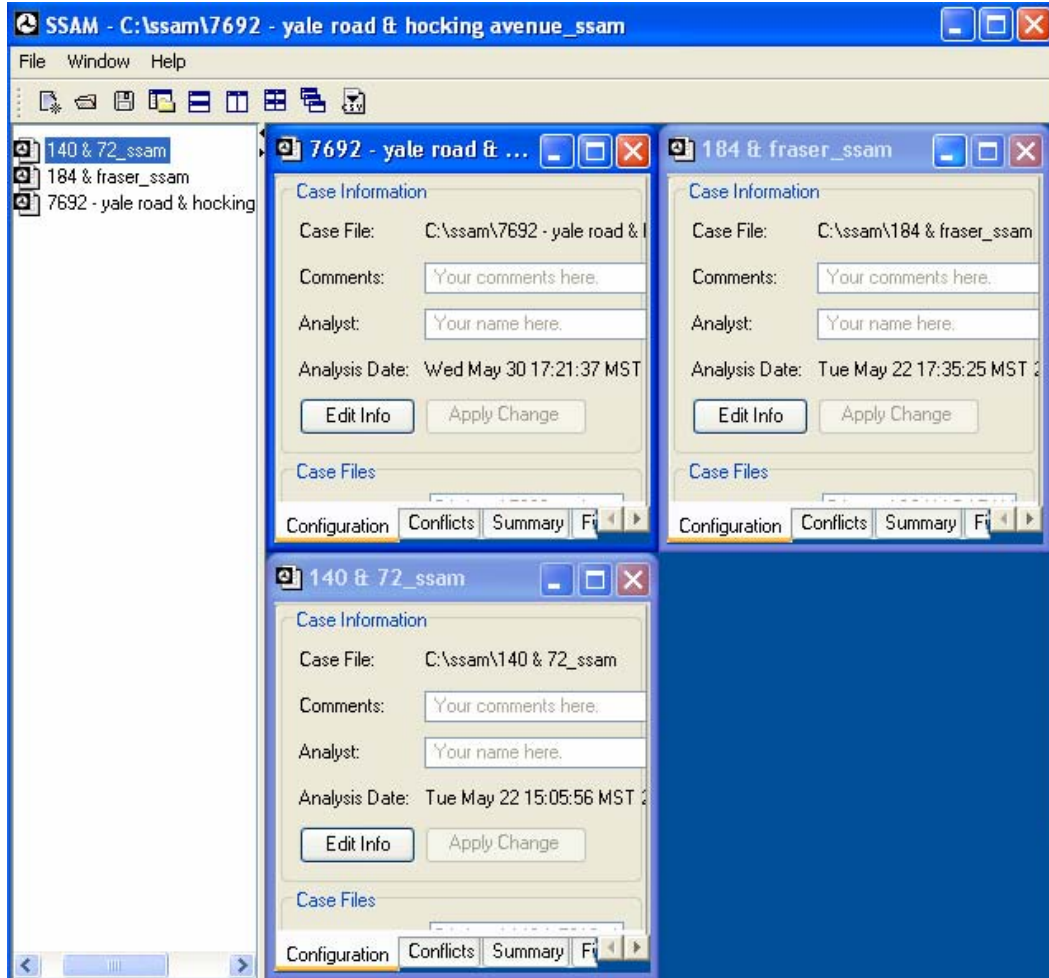 SSAM - C:\ssam\7692 - yale road & hocking avenue_ssam
File Window Help
140 & 72_ssam
184 & fraser_ssam
7692 - yale road & hocking
7692 - yale road & ...
Case Information
Case File: C:\ssam\7692 - yale road &
Comments: Your comments here.
Analyst: Your name here.
Analysis Date: Wed May 30 17:21:37 MST
Edit Info Apply Change
Case Files
Configuration Conflicts Summary
184 & fraser_ssam
Case Information
Case File: C:\ssam\184 & fraser_ssam
Comments: Your comments here.
Analyst: Your name here.
Analysis Date: Tue May 22 17:35:25 MST
Edit Info Apply Change
Case Files
Configuration Conflicts Summary
140 & 72_ssam
Case Information
Case File: C:\ssam\140 & 72_ssam
Comments: Your comments here.
Analyst: Your name here.
Analysis Date: Tue May 22 15:05:56 MST
Edit Info Apply Change
Case Files
Configuration Conflicts Summary